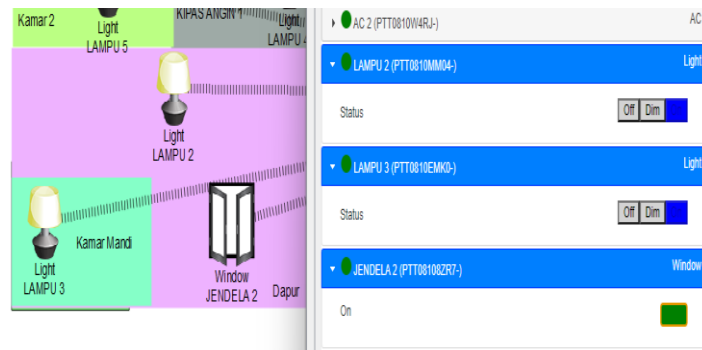 Kamar 2
Light
LAMPU 5
KIPAS ANGIN 1
Light
LAMPU 4
Light
LAMPU 2
Kamar Mandi
Light
LAMPU 3
Window
JENDELA 2
Dapur
AC 2 (PTT0810W4RJ-)
AC
LAMPU 2 (PTT0810MM04-)
Light
Status
Off Dim
LAMPU 3 (PTT0810EMK0-)
Light
Status
Off Dim
JENDELA 2 (PTT08108ZR7-)
Window
On